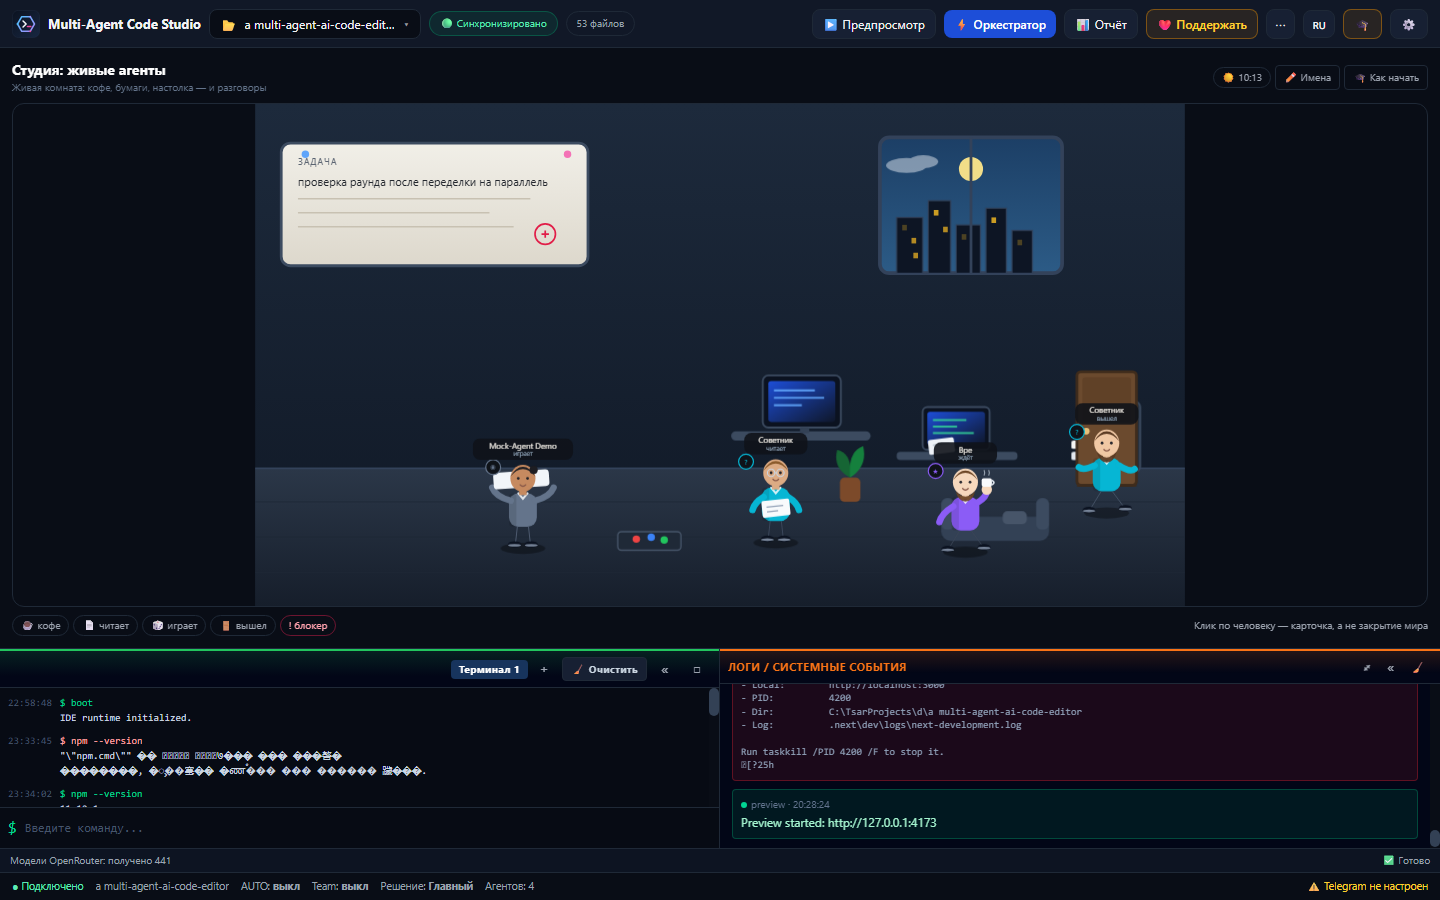 Multi-Agent Code Studio
a multi-agent-ai-code-edit...
Синхронизировано
53 файлов
Предпросмотр
Оркестратор
Отчёт
Поддержать
...
RU
Студия: живые агенты
Живая комната: кофе, бумаги, настолка — и разговоры
10:13
Имена
Как начать
ЗАДАЧА
проверка раунда после переделки на параллель
Mock-Agent Demo
играет
Советник
читает
Вре
ждёт
Советник
вышел
кофе
читает
играет
вышел
! блокер
Клик по человеку — карточка, а не закрытие мира
Терминал 1
+
Очистить
«
22:58:48 $ boot
IDE runtime initialized.
23:33:45 $ npm --version
23:34:02 $ npm --version
$ Введите команду...
ЛОГИ / СИСТЕМНЫЕ СОБЫТИЯ
«
- Local: http://localhost:3000
- PID: 4200
- Dir: C:\TsarProjects\d\a multi-agent-ai-code-editor
- Log: .next\dev\logs\next-development.log
Run taskkill /PID 4200 /F to stop it.
[?25h
preview · 20:28:24
Preview started: http://127.0.0.1:4173
Модели OpenRouter: получено 441
Готово
Подключено
a multi-agent-ai-code-editor
AUTO: выкл
Team: выкл
Решение: Главный
Агентов: 4
Telegram не настроен